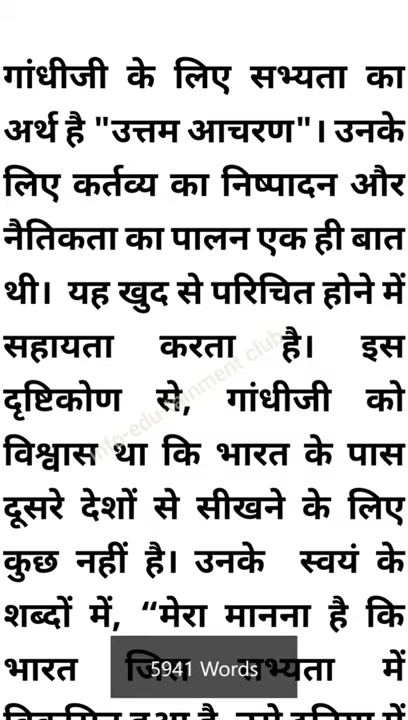 गांधीजी के लिए सभ्यता का
अर्थ है "उत्तम आचरण"। उनके
लिए कर्तव्य का निष्पादन और
नैतिकता का पालन एक ही बात
थी। यह खुद से परिचित होने में
सहायता करता है। इस
दृष्टिकोण से, गांधीजी को
विश्वास था कि भारत के पास
दूसरे देशों से सीखने के लिए
कुछ नहीं है। उनके स्वयं के
शब्दों में, “मेरा मानना है कि
भारत जिस सभ्यता में
5941 Words